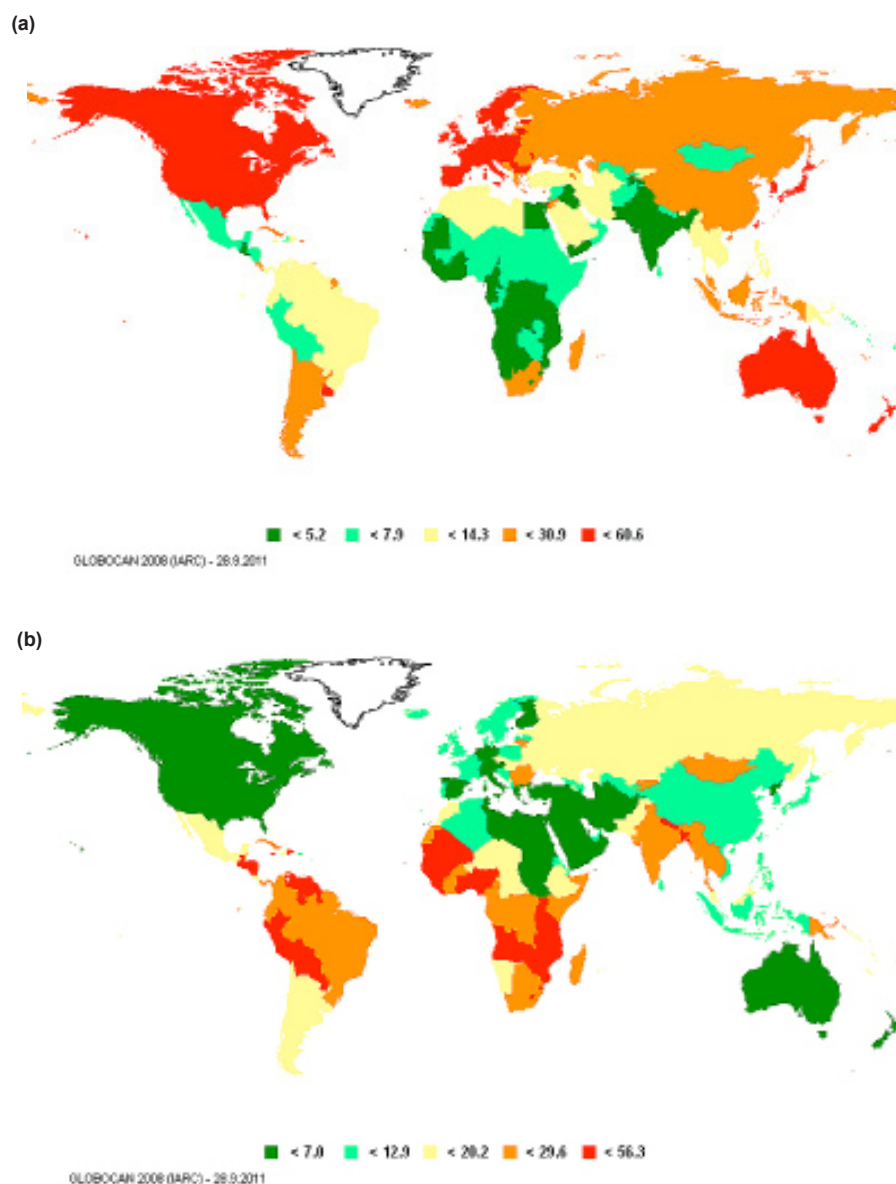 (a)
< 5.2 < 7.9 < 14.3 < 30.9 < 60.6
GLOBOCAN 2008 (IARC) - 28.9.2011
(b)
< 7.0 < 12.9 < 20.2 < 29.6 < 56.3
GLOBOCAN 2008 (IARC) - 28.9.2011